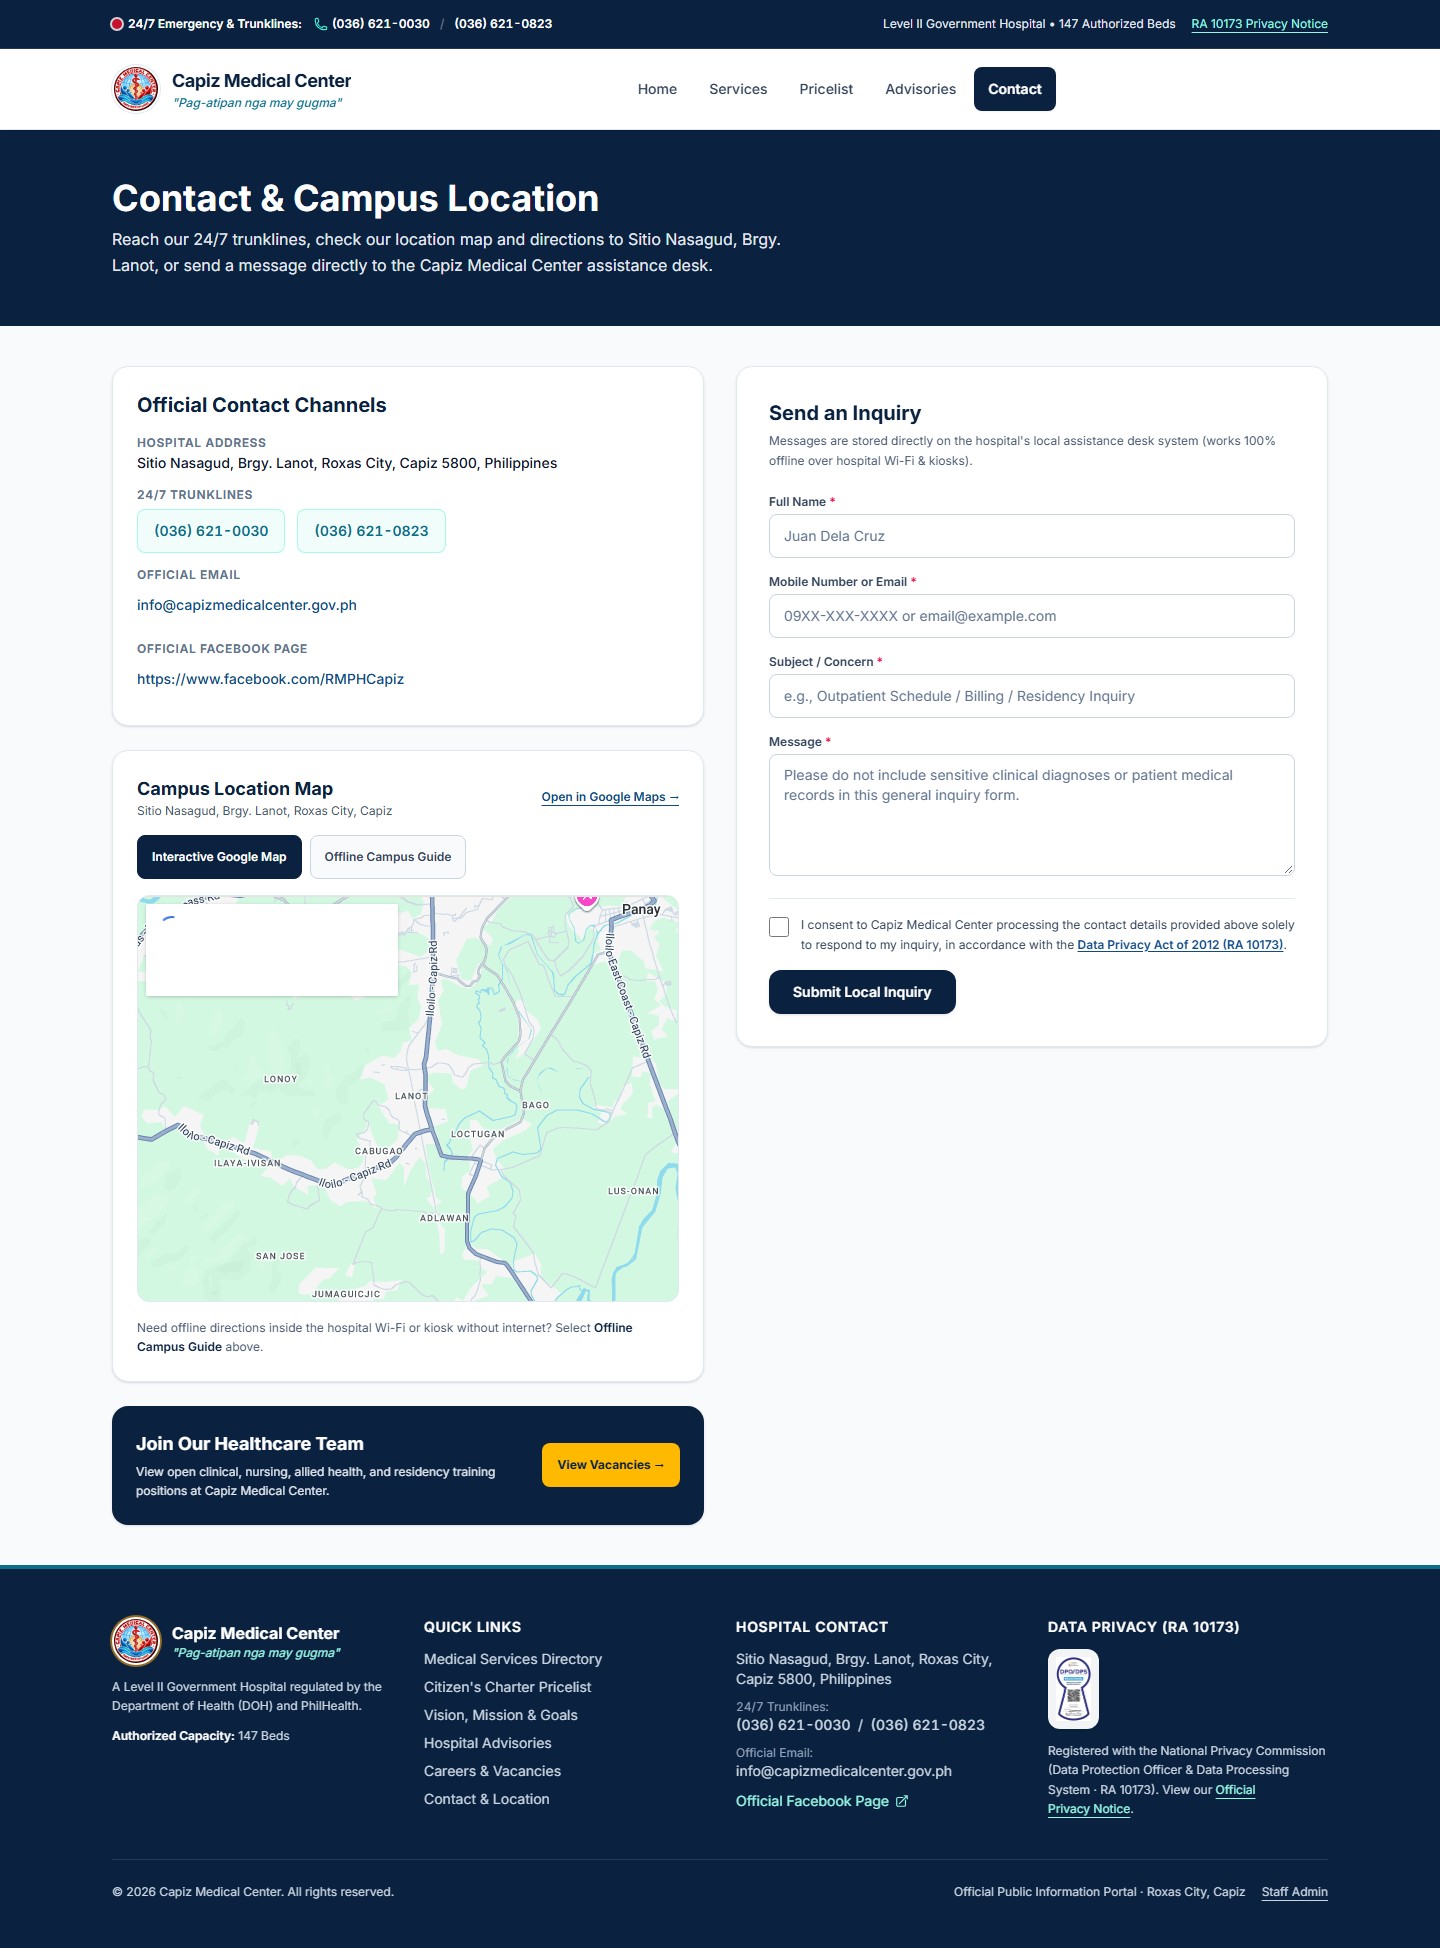 24/7 Emergency & Trunklines: (036) 621-0030 / (036) 621-0823
Level II Government Hospital • 147 Authorized Beds RA 10173 Privacy Notice
Capiz Medical Center
"Pag-atipan nga may gugma"
Home Services Pricelist Advisories Contact
Contact & Campus Location
Reach our 24/7 trunklines, check our location map and directions to Sitio Nasagud, Brgy.
Lanot, or send a message directly to the Capiz Medical Center assistance desk.
Official Contact Channels
HOSPITAL ADDRESS
Sitio Nasagud, Brgy. Lanot, Roxas City, Capiz 5800, Philippines
24/7 TRUNKLINES
(036) 621-0030 (036) 621-0823
OFFICIAL EMAIL
info@capizmedicalcenter.gov.ph
OFFICIAL FACEBOOK PAGE
https://www.facebook.com/RMPHCapiz
Campus Location Map
Sitio Nasagud, Brgy. Lanot, Roxas City, Capiz
Open in Google Maps →
Interactive Google Map Offline Campus Guide
Panay
Iloilo - Capiz Rd
Iloilo East Coast - Capiz Rd
LONOY
LANOT
BAGO
LOCTUGAN
Iloilo - Capiz Rd
CABUGAO
ILAYA-IVISAN
Iloilo - Capiz Rd
LUS-ONAN
ADLAWAN
SAN JOSE
JUMAGUICJIC
Need offline directions inside the hospital Wi-Fi or kiosk without internet? Select Offline
Campus Guide above.
Join Our Healthcare Team
View open clinical, nursing, allied health, and residency training
positions at Capiz Medical Center.
View Vacancies →
Send an Inquiry
Messages are stored directly on the hospital's local assistance desk system (works 100%
offline over hospital Wi-Fi & kiosks).
Full Name *
Juan Dela Cruz
Mobile Number or Email *
09XX-XXX-XXXX or email@example.com
Subject / Concern *
e.g., Outpatient Schedule / Billing / Residency Inquiry
Message *
Please do not include sensitive clinical diagnoses or patient medical
records in this general inquiry form.
I consent to Capiz Medical Center processing the contact details provided above solely
to respond to my inquiry, in accordance with the Data Privacy Act of 2012 (RA 10173).
Submit Local Inquiry
Capiz Medical Center
"Pag-atipan nga may gugma"
A Level II Government Hospital regulated by the
Department of Health (DOH) and PhilHealth.
Authorized Capacity: 147 Beds
QUICK LINKS
Medical Services Directory
Citizen's Charter Pricelist
Vision, Mission & Goals
Hospital Advisories
Careers & Vacancies
Contact & Location
HOSPITAL CONTACT
Sitio Nasagud, Brgy. Lanot, Roxas City,
Capiz 5800, Philippines
24/7 Trunklines:
(036) 621-0030 / (036) 621-0823
Official Email:
info@capizmedicalcenter.gov.ph
Official Facebook Page
DATA PRIVACY (RA 10173)
DPO/DPS
Registered with the National Privacy Commission
(Data Protection Officer & Data Processing
System · RA 10173). View our Official
Privacy Notice.
© 2026 Capiz Medical Center. All rights reserved.
Official Public Information Portal · Roxas City, Capiz Staff Admin